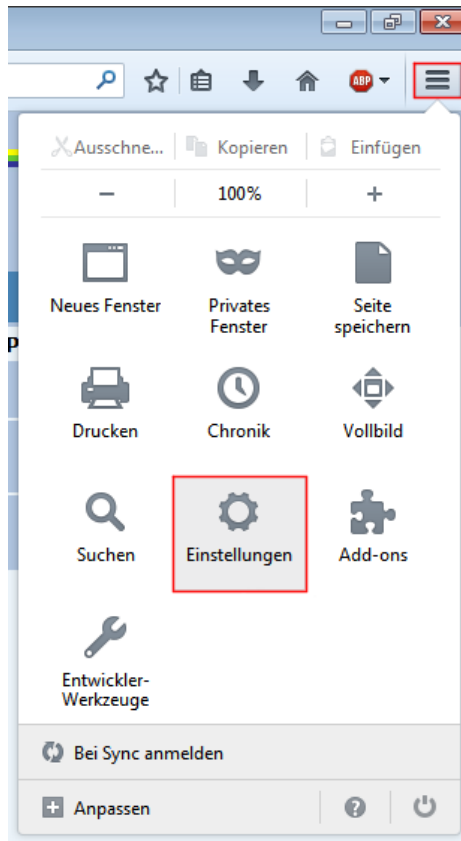 ABP
Ausschne... Kopieren Einfügen
− 100% +
Neues Fenster Privates Fenster Seite speichern
Drucken Chronik Vollbild
Suchen Einstellungen Add-ons
Entwickler-
Werkzeuge
Bei Sync anmelden
Anpassen